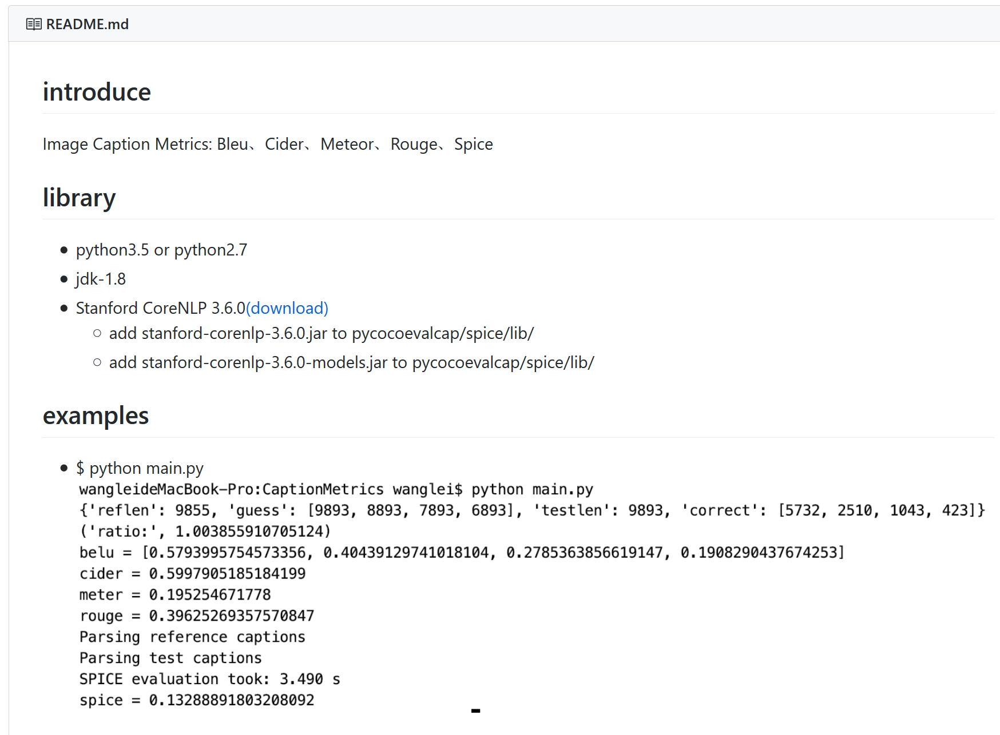 README.md
introduce
Image Caption Metrics: Bleu、Cider、Meteor、Rouge、Spice
library
python3.5 or python2.7
jdk-1.8
Stanford CoreNLP 3.6.0(download)
add stanford-corenlp-3.6.0.jar to pycocoevalcap/spice/lib/
add stanford-corenlp-3.6.0-models.jar to pycocoevalcap/spice/lib/
examples
$ python main.py
wangleideMacBook-Pro:CaptionMetrics wanglei$ python main.py
{'reflen': 9855, 'guess': [9893, 8893, 7893, 6893], 'testlen': 9893, 'correct': [5732, 2510, 1043, 423]}
('ratio:', 1.003855910705124)
belu = [0.5793995754573356, 0.40439129741018104, 0.2785363856619147, 0.1908290437674253]
cider = 0.5997905185184199
meter = 0.195254671778
rouge = 0.39625269357570847
Parsing reference captions
Parsing test captions
SPICE evaluation took: 3.490 s
spice = 0.13288891803208092